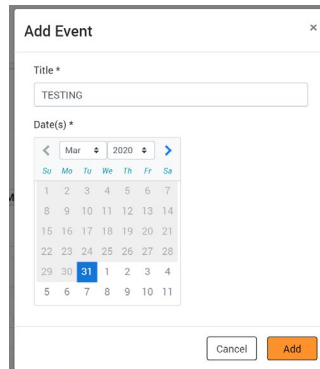 Add Event ×
Title *
TESTING
Date(s) *
Mar 2020
Su Mo Tu We Th Fr Sa
1 2 3 4 5 6 7
8 9 10 11 12 13 14
15 16 17 18 19 20 21
22 23 24 25 26 27 28
29 30 31 1 2 3 4
5 6 7 8 9 10 11
Cancel Add